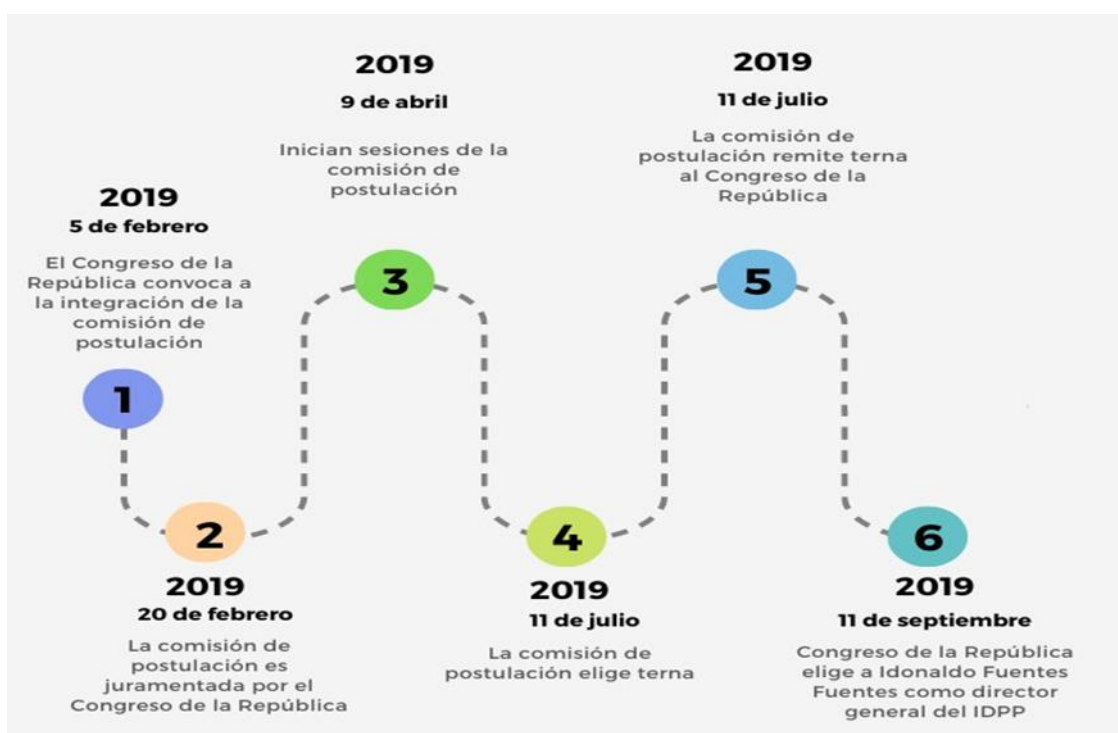 2019
5 de febrero
El Congreso de la
República convoca a
la integración de la
comisión de
postulación
1
2
2019
20 de febrero
La comisión de
postulación es
juramentada por el
Congreso de la República
2019
9 de abril
Inician sesiones de la
comisión de
postulación
3
4
2019
11 de julio
La comisión de
postulación elige terna
2019
11 de julio
La comisión de
postulación remite terna
al Congreso de la
República
5
6
2019
11 de septiembre
Congreso de la República
elige a Idonaldo Fuentes
Fuentes como director
general del IDPP